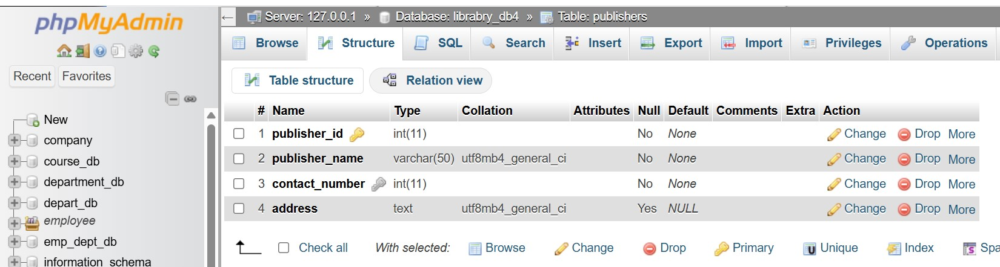 phpMyAdmin
Recent Favorites
New
company
course_db
department_db
depart_db
employee
emp_dept_db
information_schema
← Server: 127.0.0.1 » Database: librabry_db4 » Table: publishers
Browse Structure SQL Search Insert Export Import Privileges Operations
Table structure Relation view
# Name Type Collation Attributes Null Default Comments Extra Action
1 publisher_id int(11) No None Change Drop More
2 publisher_name varchar(50) utf8mb4_general_ci No None Change Drop More
3 contact_number int(11) No None Change Drop More
4 address text utf8mb4_general_ci Yes NULL Change Drop More
Check all With selected: Browse Change Drop Primary Unique Index Spa